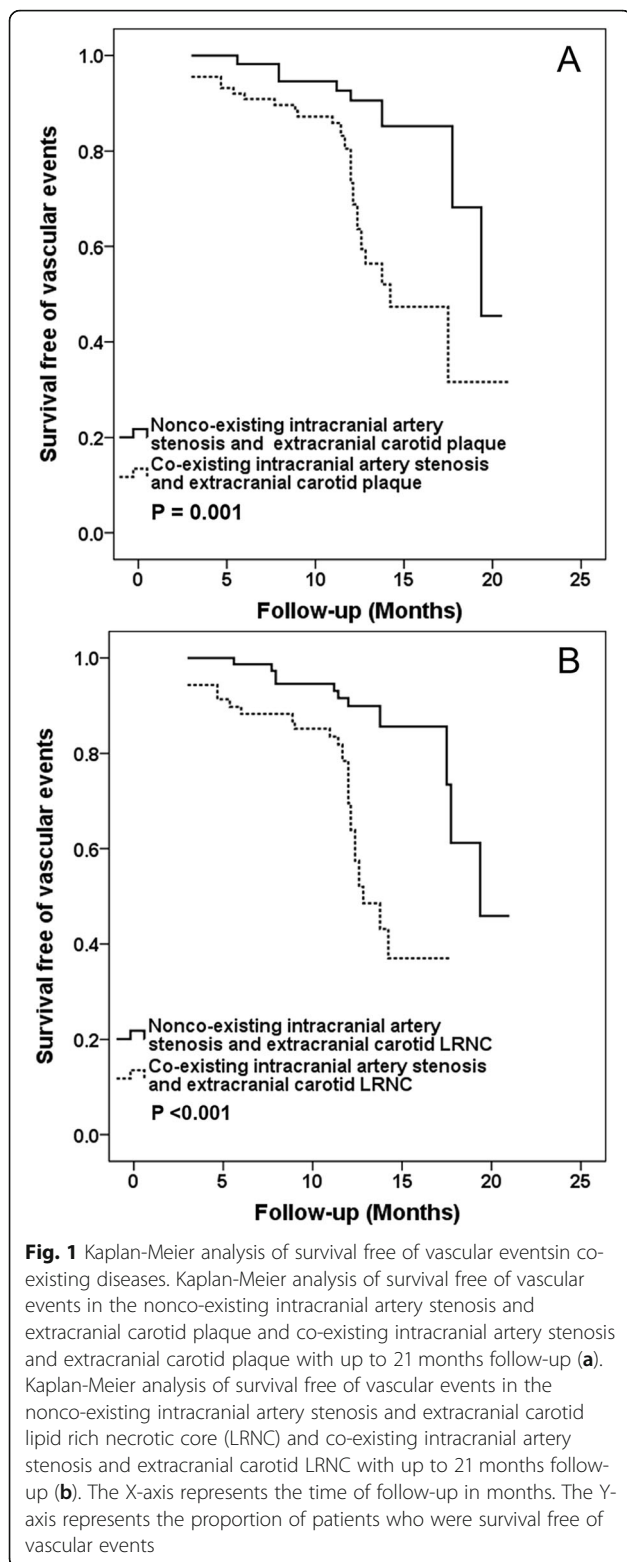 A
Survival free of vascular events
1.0
0.8
0.6
0.4
0.2
0.0
Nonco-existing intracranial artery
stenosis and extracranial carotid plaque
Co-existing intracranial artery stenosis
and extracranial carotid plaque
P = 0.001
0 5 10 15 20 25
Follow-up (Months)
B
Survival free of vascular events
1.0
0.8
0.6
0.4
0.2
0.0
Nonco-existing intracranial artery
stenosis and extracranial carotid LRNC
Co-existing intracranial artery stenosis
and extracranial carotid LRNC
P <0.001
0 5 10 15 20 25
Follow-up (Months)
Fig. 1 Kaplan-Meier analysis of survival free of vascular eventsin co-
existing diseases. Kaplan-Meier analysis of survival free of vascular
events in the nonco-existing intracranial artery stenosis and
extracranial carotid plaque and co-existing intracranial artery stenosis
and extracranial carotid plaque with up to 21 months follow-up (a).
Kaplan-Meier analysis of survival free of vascular events in the
nonco-existing intracranial artery stenosis and extracranial carotid
lipid rich necrotic core (LRNC) and co-existing intracranial artery
stenosis and extracranial carotid LRNC with up to 21 months follow-
up (b). The X-axis represents the time of follow-up in months. The Y-
axis represents the proportion of patients who were survival free of
vascular events